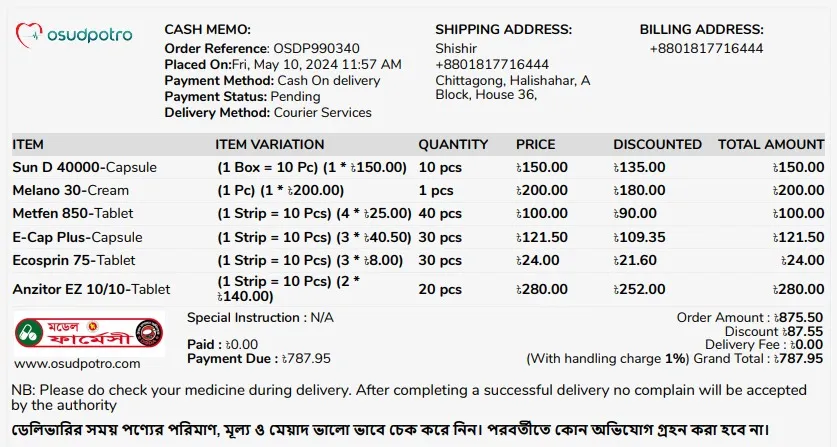 osudpotro
CASH MEMO:
Order Reference: OSDP990340
Placed On:Fri, May 10, 2024 11:57 AM
Payment Method: Cash On delivery
Payment Status: Pending
Delivery Method: Courier Services
SHIPPING ADDRESS:
Shishir
+8801817716444
Chittagong, Halishahar, A
Block, House 36,
BILLING ADDRESS:
+8801817716444
ITEM ITEM VARIATION QUANTITY PRICE DISCOUNTED TOTAL AMOUNT
Sun D 40000-Capsule (1 Box = 10 Pc) (1 * ৳150.00) 10 pcs ৳150.00 ৳135.00 ৳150.00
Melano 30-Cream (1 Pc) (1 * ৳200.00) 1 pcs ৳200.00 ৳180.00 ৳200.00
Metfen 850-Tablet (1 Strip = 10 Pcs) (4 * ৳25.00) 40 pcs ৳100.00 ৳90.00 ৳100.00
E-Cap Plus-Capsule (1 Strip = 10 Pcs) (3 * ৳40.50) 30 pcs ৳121.50 ৳109.35 ৳121.50
Ecosprin 75-Tablet (1 Strip = 10 Pcs) (3 * ৳8.00) 30 pcs ৳24.00 ৳21.60 ৳24.00
Anzitor EZ 10/10-Tablet (1 Strip = 10 Pcs) (2 *
৳140.00) 20 pcs ৳280.00 ৳252.00 ৳280.00
মডেল
ফার্মেসী
www.osudpotro.com
Special Instruction : N/A
Paid : ৳0.00
Payment Due : ৳787.95
Order Amount : ৳875.50
Discount ৳87.55
Delivery Fee : ৳0.00
(With handling charge 1%) Grand Total : ৳787.95
NB: Please do check your medicine during delivery. After completing a successful delivery no complain will be accepted
by the authority
ডেলিভারির সময় পণ্যের পরিমাণ, মূল্য ও মেয়াদ ভালো ভাবে চেক করে নিন। পরবর্তীতে কোন অভিযোগ গ্রহন করা হবে না।